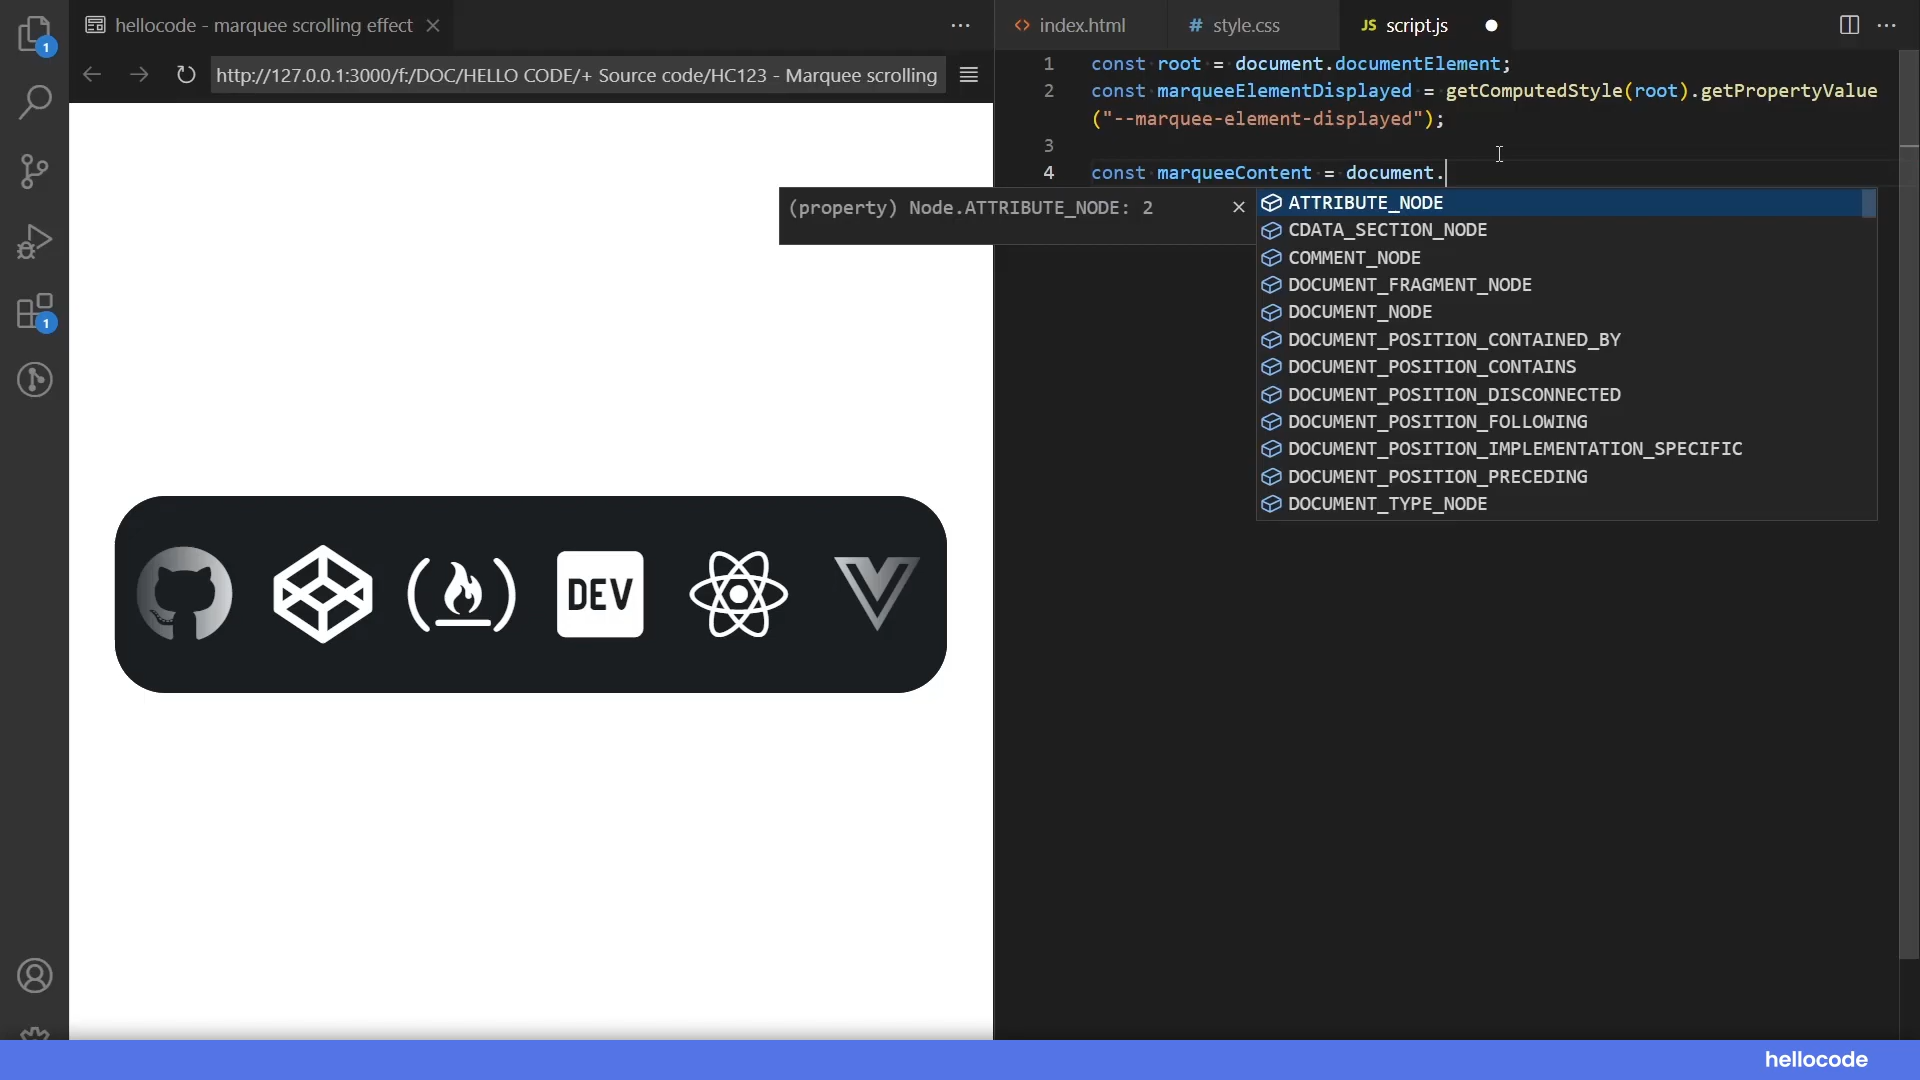 hellocode - marquee scrolling effect
index.html
style.css
JS script.js
http://127.0.0.1:3000/f:/DOC/HELLO CODE/+ Source code/HC123 - Marquee scrolling
1 const root = document.documentElement;
2 const marqueeElementDisplayed = getComputedStyle(root).getPropertyValue
("--marquee-element-displayed");
3
4 const marqueeContent = document.
(property) Node.ATTRIBUTE_NODE: 2
ATTRIBUTE_NODE
CDATA_SECTION_NODE
COMMENT_NODE
DOCUMENT_FRAGMENT_NODE
DOCUMENT_NODE
DOCUMENT_POSITION_CONTAINED_BY
DOCUMENT_POSITION_CONTAINS
DOCUMENT_POSITION_DISCONNECTED
DOCUMENT_POSITION_FOLLOWING
DOCUMENT_POSITION_IMPLEMENTATION_SPECIFIC
DOCUMENT_POSITION_PRECEDING
DOCUMENT_TYPE_NODE
1
1
DEV
hellocode